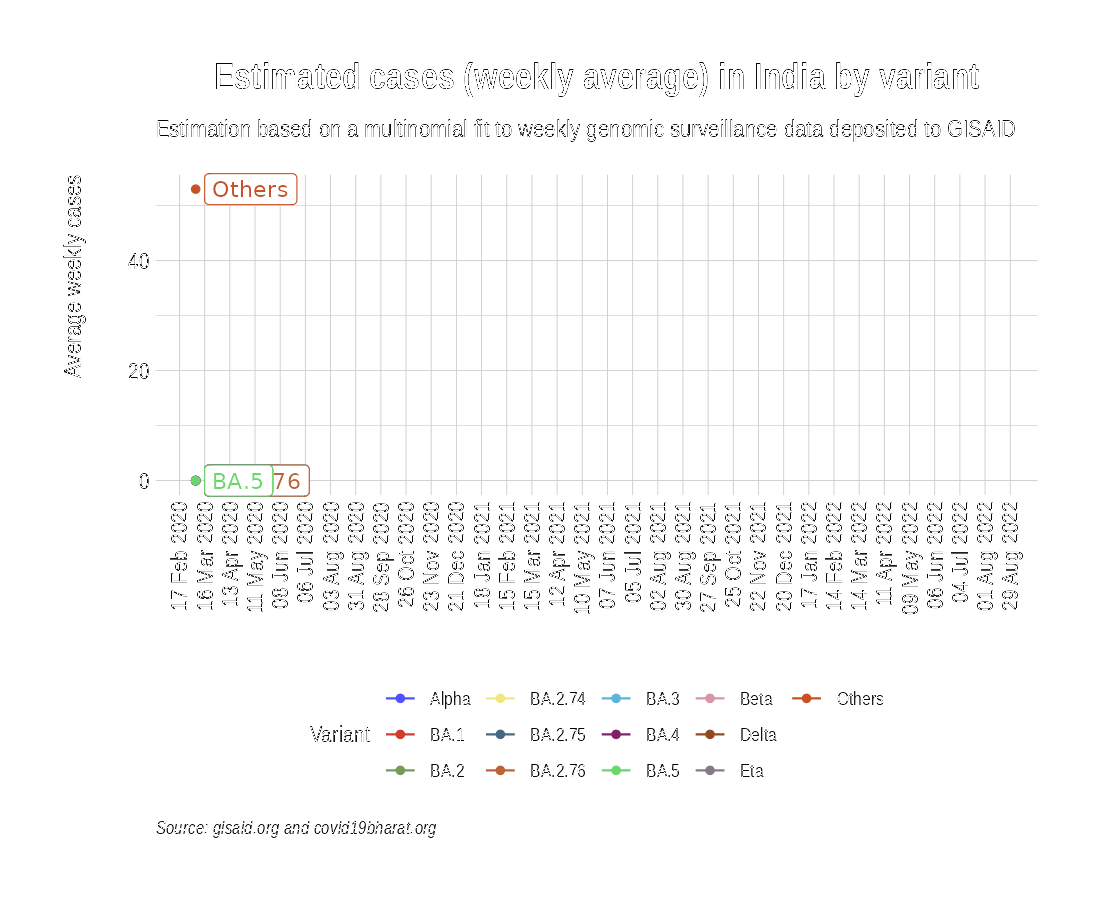 Estimated cases (weekly average) in India by variant
Estimation based on a multinomial fit to weekly genomic surveillance data deposited to GISAID
Average weekly cases
Others
40
20
0
BA.5
76
17 Feb 2020
16 Mar 2020
13 Apr 2020
11 May 2020
08 Jun 2020
06 Jul 2020
03 Aug 2020
31 Aug 2020
28 Sep 2020
26 Oct 2020
23 Nov 2020
21 Dec 2020
18 Jan 2021
15 Feb 2021
15 Mar 2021
12 Apr 2021
10 May 2021
07 Jun 2021
05 Jul 2021
02 Aug 2021
30 Aug 2021
27 Sep 2021
25 Oct 2021
22 Nov 2021
20 Dec 2021
17 Jan 2022
14 Feb 2022
14 Mar 2022
11 Apr 2022
09 May 2022
06 Jun 2022
04 Jul 2022
01 Aug 2022
29 Aug 2022
Variant
Alpha
BA.2.74
BA.3
Beta
Others
BA.1
BA.2.75
BA.4
Delta
BA.2
BA.2.76
BA.5
Eta
Source: gisaid.org and covid19bharat.org